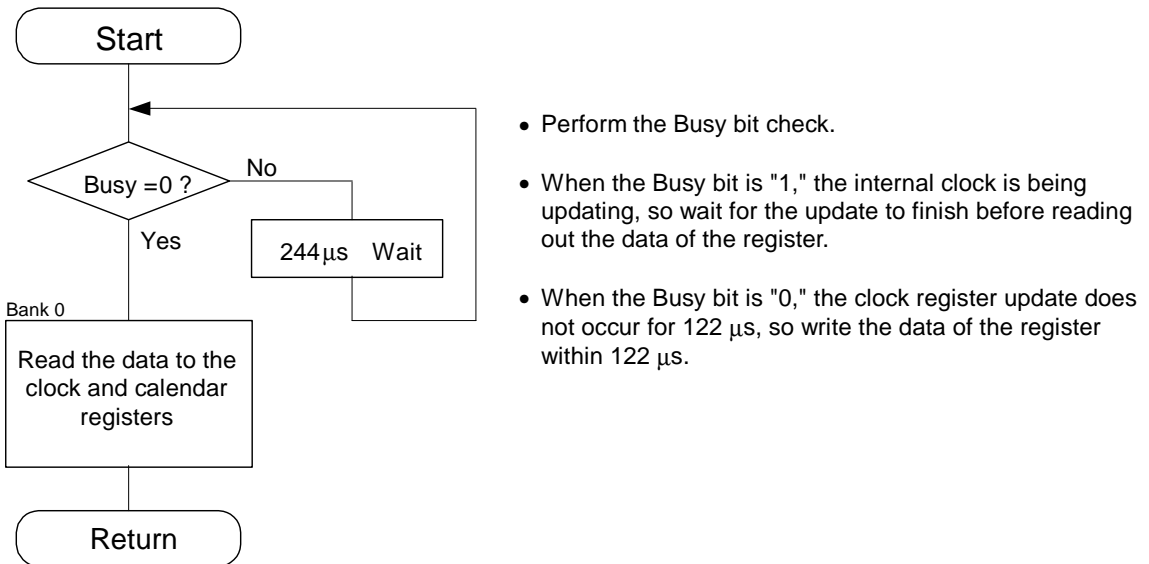 Start
Busy =0 ?
No
Yes
244μs Wait
Bank 0
Read the data to the
clock and calendar
registers
Return
• Perform the Busy bit check.
• When the Busy bit is "1," the internal clock is being
updating, so wait for the update to finish before reading
out the data of the register.
• When the Busy bit is "0," the clock register update does
not occur for 122 μs, so write the data of the register
within 122 μs.